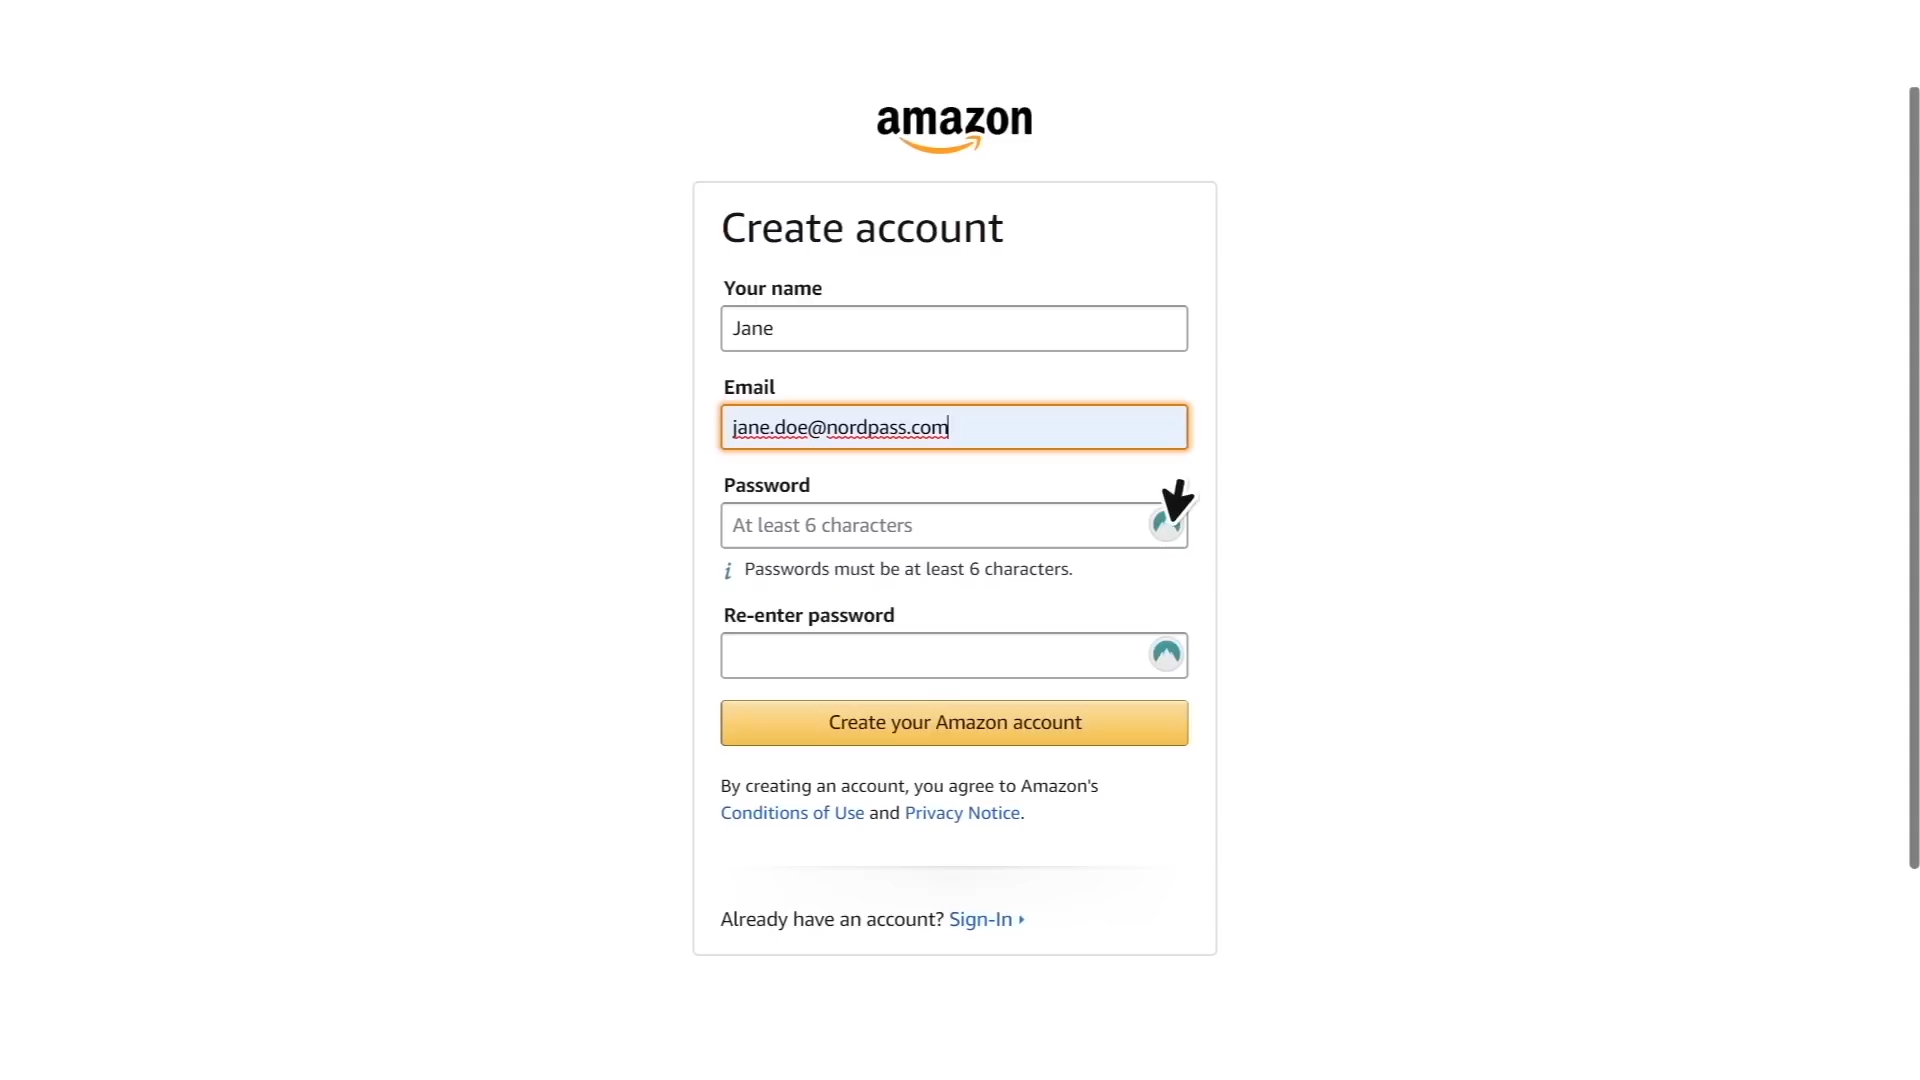 amazon
Create account
Your name
Jane
Email
jane.doe@nordpass.com
Password
At least 6 characters
i Passwords must be at least 6 characters.
Re-enter password
Create your Amazon account
By creating an account, you agree to Amazon's
Conditions of Use and Privacy Notice.
Already have an account? Sign-In